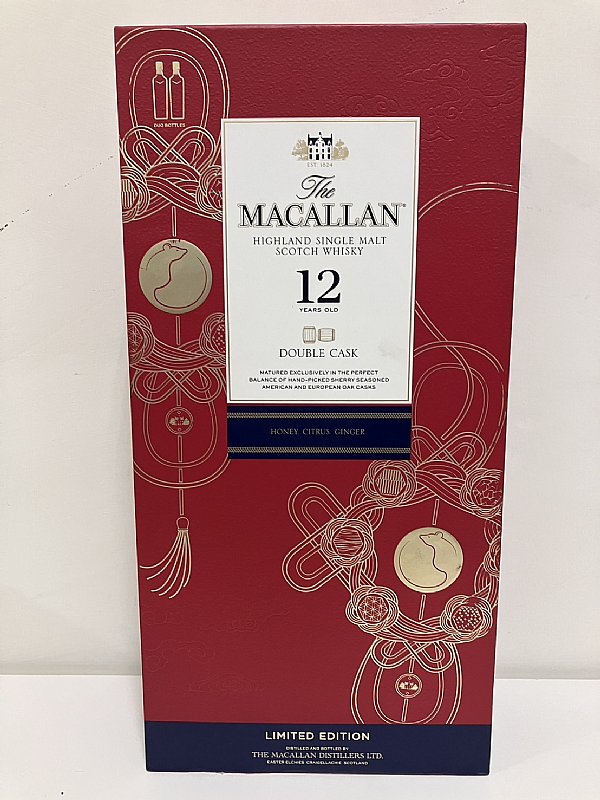 DUO BOTTLES
EST. 1824
The
MACALLAN
HIGHLAND SINGLE MALT
SCOTCH WHISKY
12
YEARS OLD
DOUBLE CASK
MATURED EXCLUSIVELY IN THE PERFECT
BALANCE OF HAND-PICKED SHERRY SEASONED
AMERICAN AND EUROPEAN OAK CASKS
HONEY CITRUS GINGER
LIMITED EDITION
DISTILLED AND BOTTLED BY
THE MACALLAN DISTILLERS LTD.
EASTER ELCHIES CRAIGELLACHIE SCOTLAND